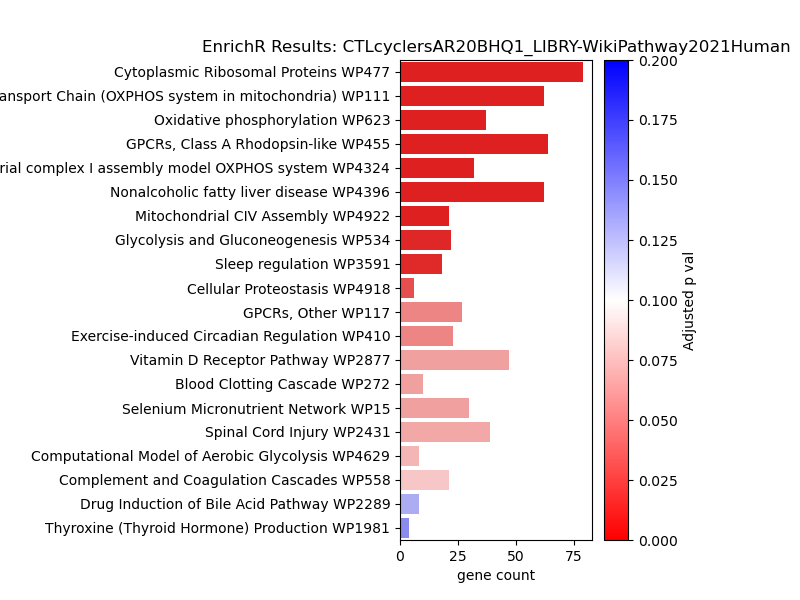 EnrichR Results: CTLcyclersAR20BHQ1_LIBRY-WikiPathway2021Human
Cytoplasmic Ribosomal Proteins WP477
Transport Chain (OXPHOS system in mitochondria) WP111
Oxidative phosphorylation WP623
GPCRs, Class A Rhodopsin-like WP455
complex I assembly model OXPHOS system WP4324
Nonalcoholic fatty liver disease WP4396
Mitochondrial CIV Assembly WP4922
Glycolysis and Gluconeogenesis WP534
Sleep regulation WP3591
Cellular Proteostasis WP4918
GPCRs, Other WP117
Exercise-induced Circadian Regulation WP410
Vitamin D Receptor Pathway WP2877
Blood Clotting Cascade WP272
Selenium Micronutrient Network WP15
Spinal Cord Injury WP2431
Computational Model of Aerobic Glycolysis WP4629
Complement and Coagulation Cascades WP558
Drug Induction of Bile Acid Pathway WP2289
Thyroxine (Thyroid Hormone) Production WP1981
0 25 50 75
gene count
0.200
0.175
0.150
0.125
0.100
0.075
0.050
0.025
0.000
Adjusted p val